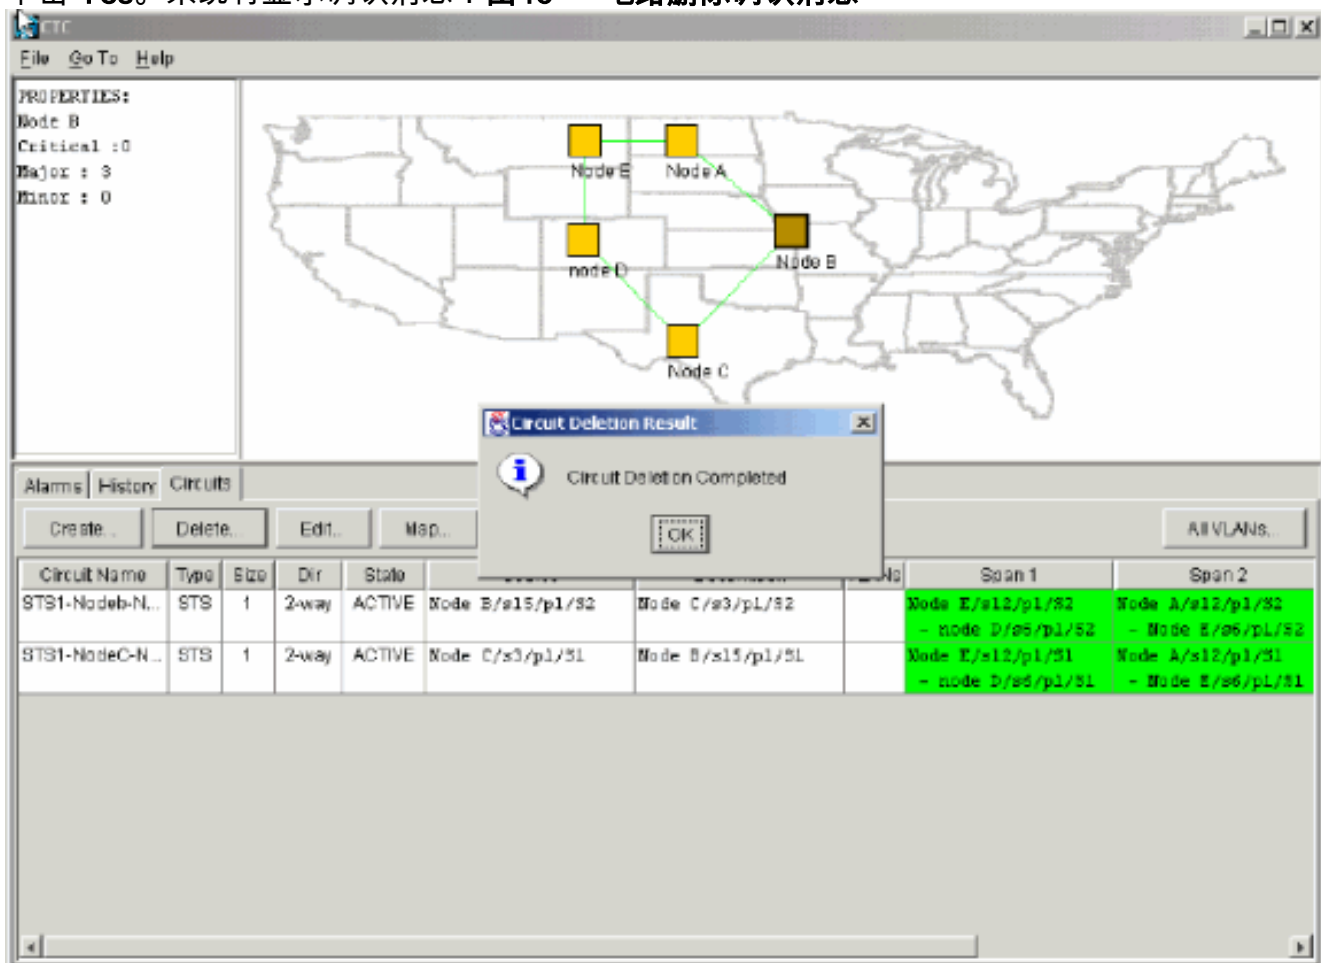 CTC
File Go To Help
PROPERTIES:
Node B
Critical :0
Major : 3
Minor : 0
Node E
Node A
node D
Node B
Node C
Circuit Deletion Result
Circuit Deletion Completed
OK
Alarms History Circuits
Create... Delete... Edit... Map... All VLANs...
Circuit Name Type Size Dir State Span 1 Span 2
STS1-Nodeb-N... STS 1 2-way ACTIVE Node B/s15/p1/S2 Node C/s3/p1/S2 Node E/s12/p1/S2 Node A/s12/p1/S2
- node D/s6/p1/S2 - Node E/s6/p1/S2
STS1-NodeC-N... STS 1 2-way ACTIVE Node C/s3/p1/S1 Node B/s15/p1/S1 Node E/s12/p1/S1 Node A/s12/p1/S1
- node D/s6/p1/S1 - Node E/s6/p1/S1